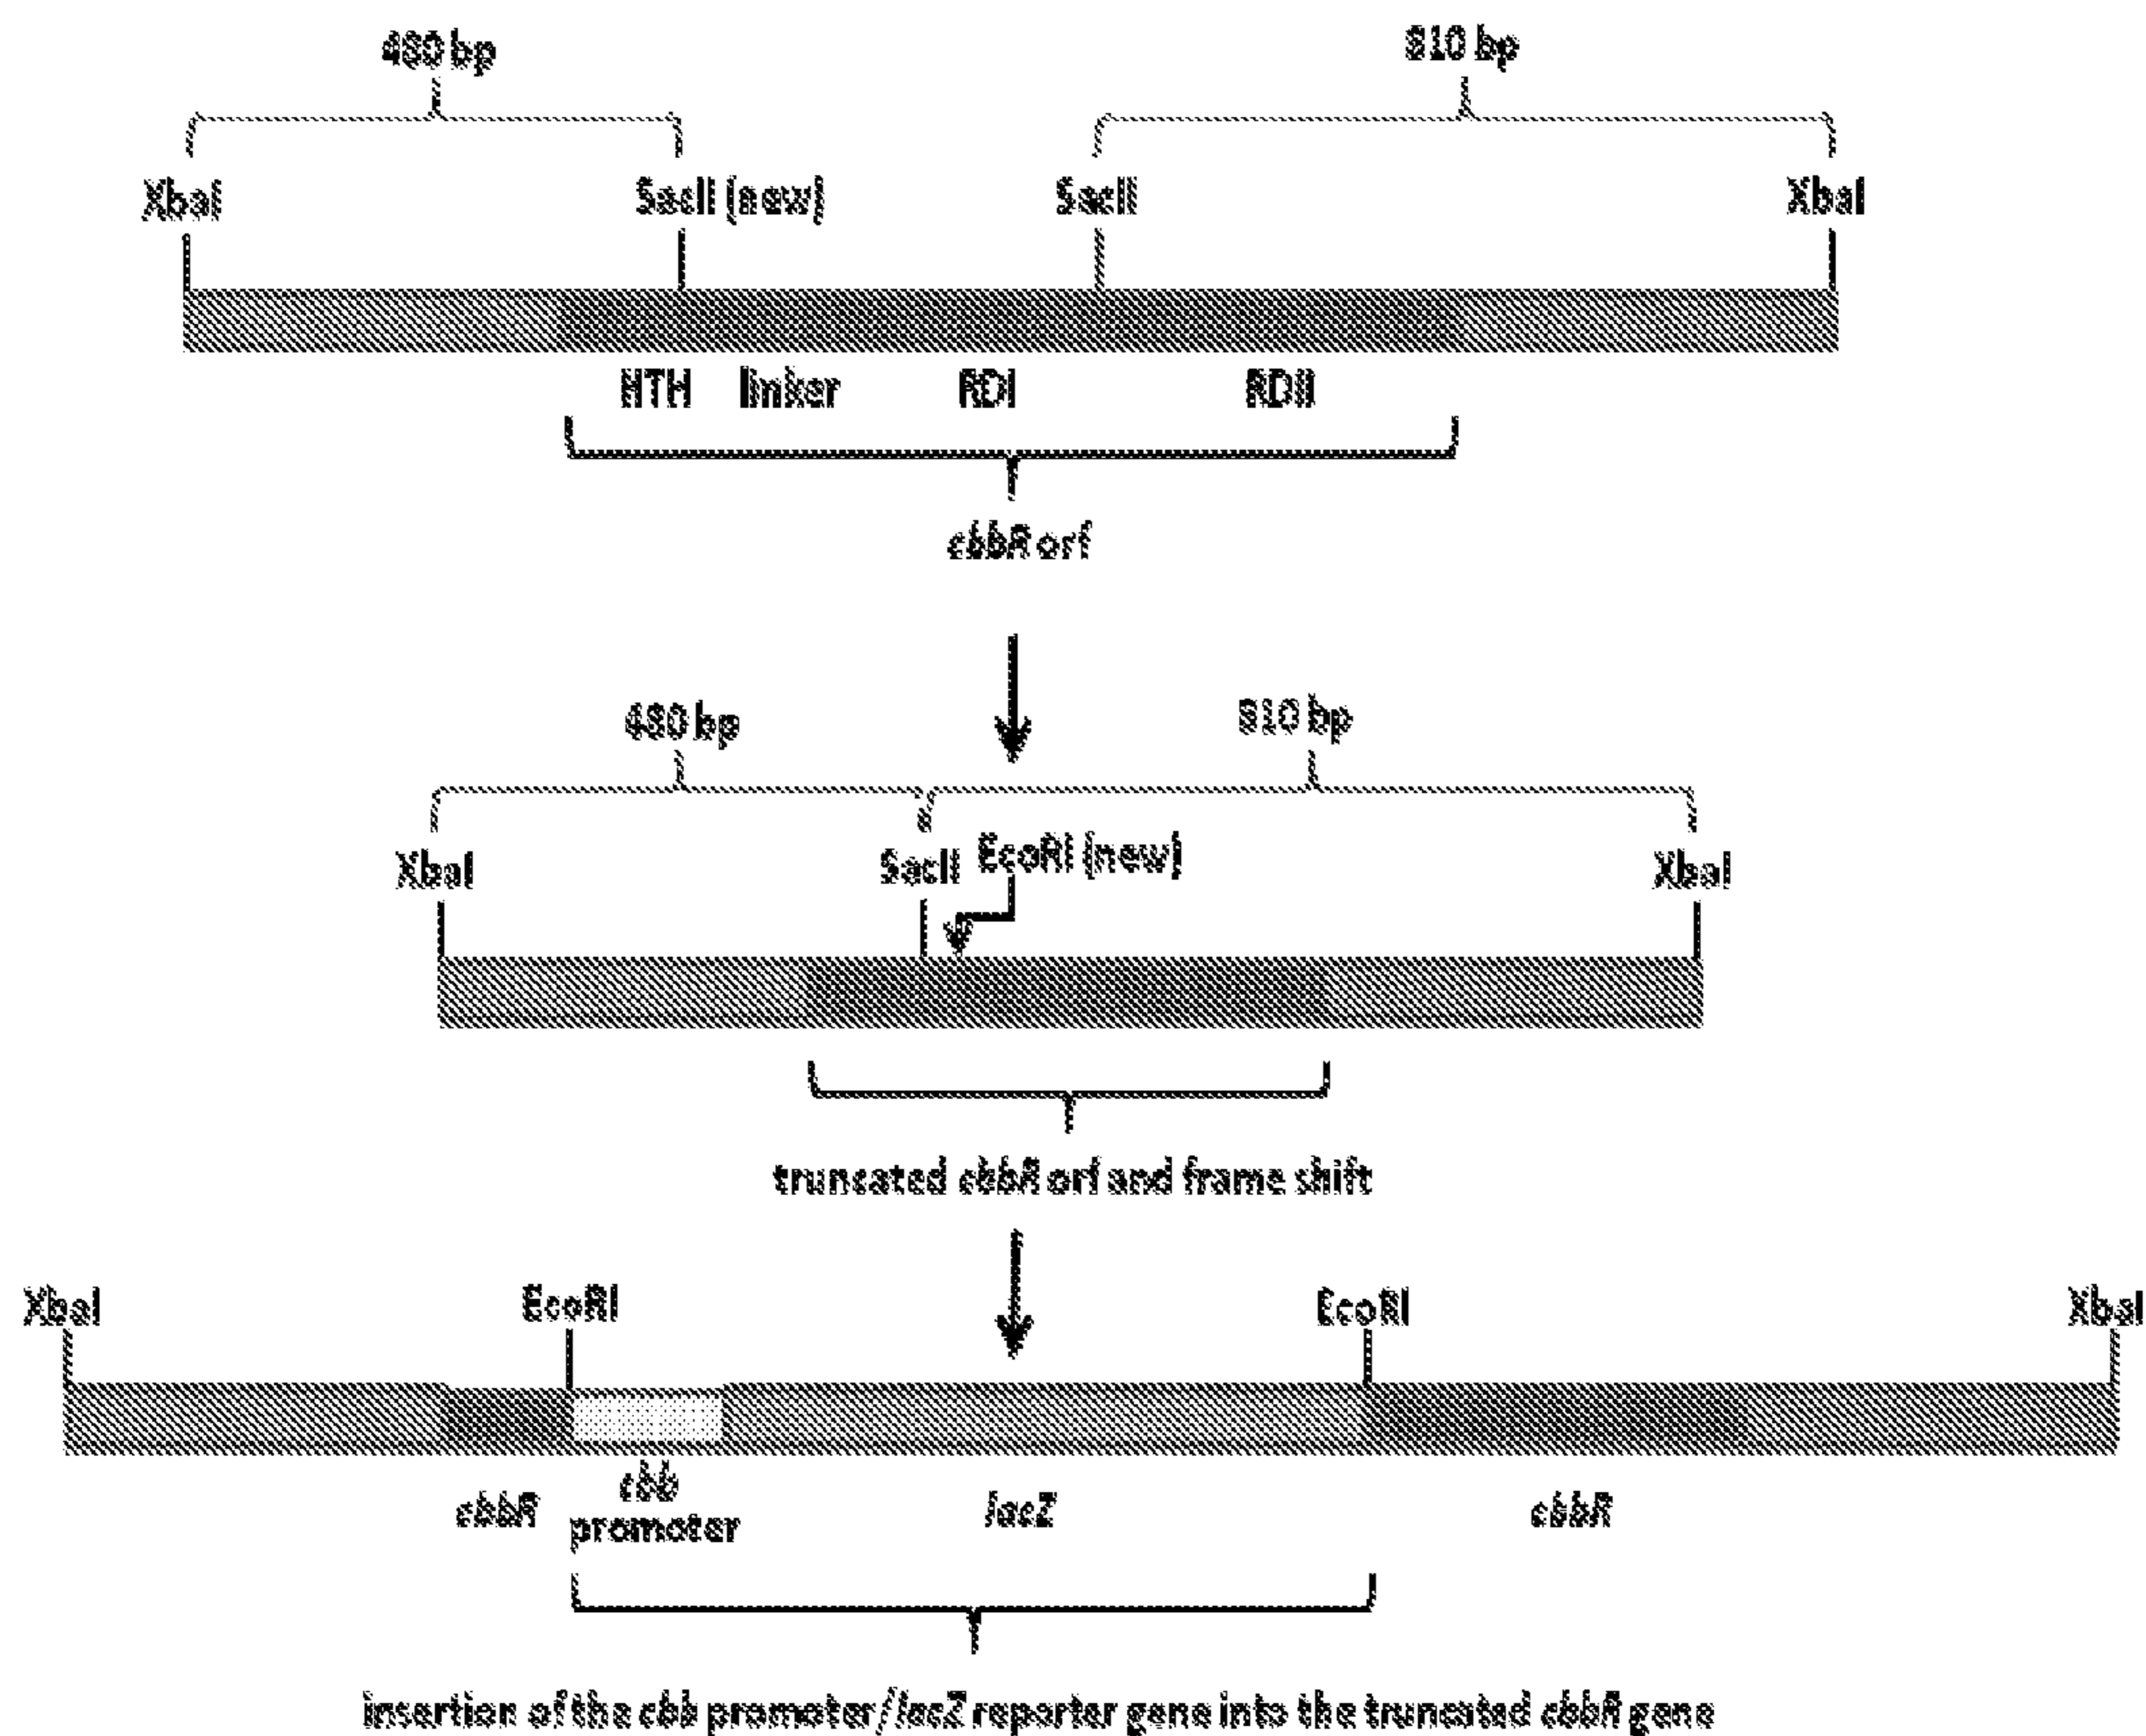 480 bp 810 bp
XbaI SacII (new) SacII XbaI
HTH linker RDI RDII
cbbR orf
480 bp 810 bp
XbaI SacII EcoRI (new) XbaI
truncated cbbR orf and frame shift
XbaI EcoRI EcoRI XbaI
cbbR cbb promoter lacZ cbbR
insertion of the cbb promoter/lacZ reporter gene into the truncated cbbR gene